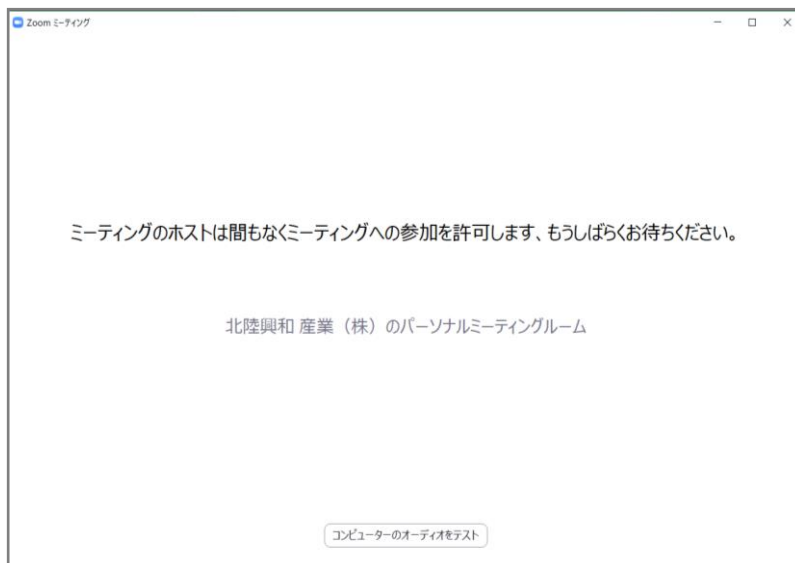 Zoom ミーティング
ミーティングのホストは間もなくミーティングへの参加を許可します、もうしばらくお待ちください。
北陸興和 産業（株）のパーソナルミーティングルーム
コンピューターのオーディオをテスト